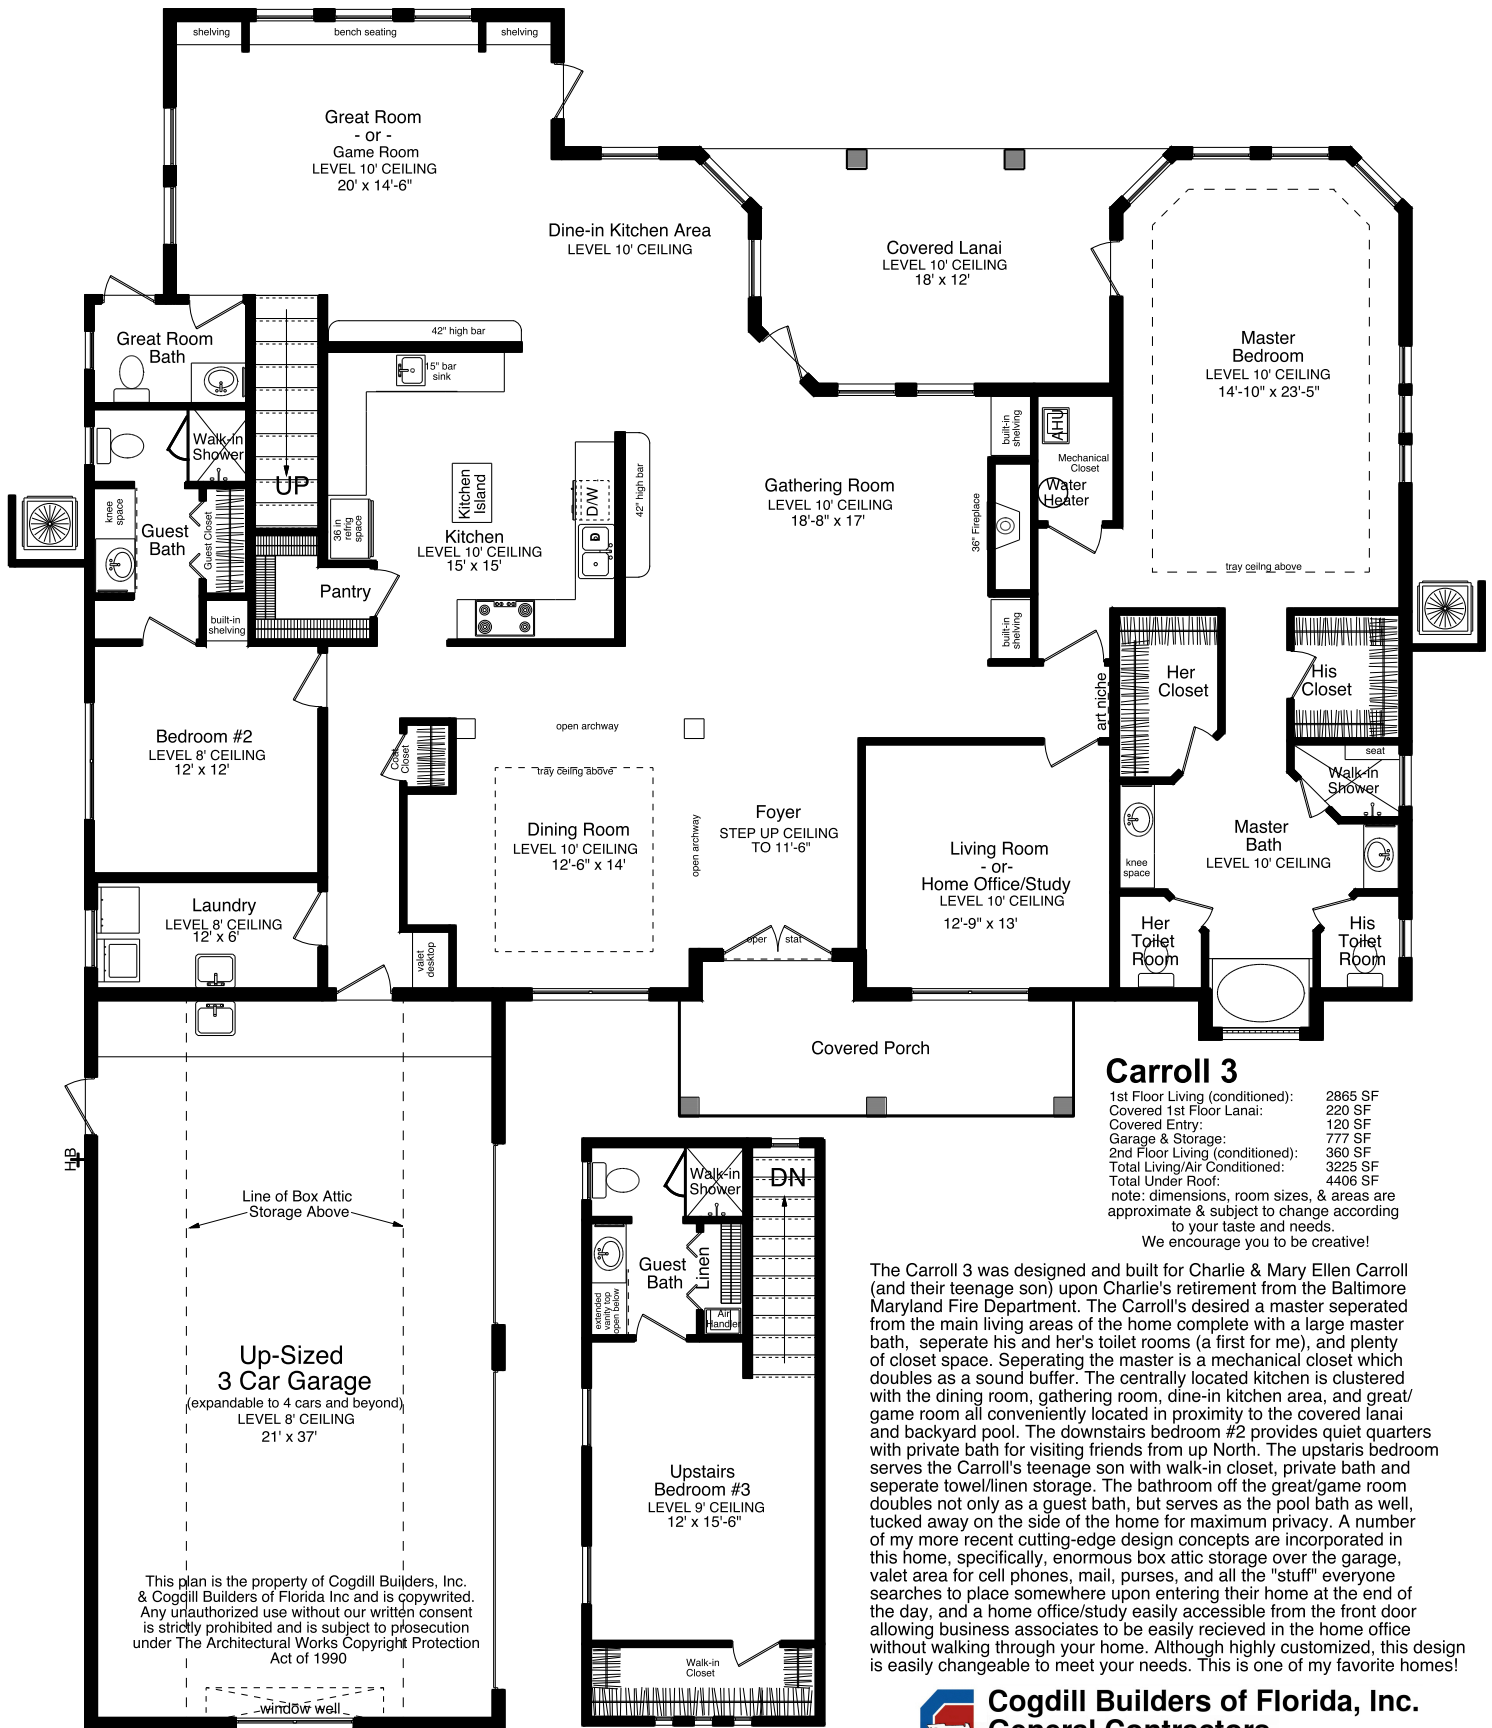 shelving
bench seating
shelving
Great Room
- or -
Game Room
LEVEL 10' CEILING
20' x 14'-6"
Dine-in Kitchen Area
LEVEL 10' CEILING
Covered Lanai
LEVEL 10' CEILING
18' x 12'
Master
Bedroom
LEVEL 10' CEILING
14'-10" x 23'-5"
tray ceilng above
Great Room
Bath
42" high bar
15" bar
sink
UP
Walk-in
Shower
knee
space
Guest
Bath
Guest Closet
built-in
shelving
36 in
refrig
space
Pantry
Kitchen
Island
Kitchen
LEVEL 10' CEILING
15' x 15'
D/W
D
42" high bar
Gathering Room
LEVEL 10' CEILING
18'-8" x 17'
built-in
shelving
36" Fireplace
built-in
shelving
AHU
Mechanical
Closet
Water
Heater
art niche
Her
Closet
His
Closet
seat
Walk-in
Shower
Master
Bath
LEVEL 10' CEILING
knee
space
Her
Toilet
Room
His
Toilet
Room
Bedroom #2
LEVEL 8' CEILING
12' x 12'
Coat
Closet
open archway
tray ceilng above
Dining Room
LEVEL 10' CEILING
12'-6" x 14'
open archway
Foyer
STEP UP CEILING
TO 11'-6"
oper
stat
Living Room
- or-
Home Office/Study
LEVEL 10' CEILING
12'-9" x 13'
Laundry
LEVEL 8' CEILING
12' x 6'
valet
desktop
Covered Porch
HB
Line of Box Attic
Storage Above
Up-Sized
3 Car Garage
(expandable to 4 cars and beyond)
LEVEL 8' CEILING
21' x 37'
This plan is the property of Cogdill Builders, Inc.
& Cogdill Builders of Florida Inc and is copywrited.
Any unauthorized use without our written consent
is strictly prohibited and is subject to prosecution
under The Architectural Works Copyright Protection
Act of 1990
window well
Walk-in
Shower
DN
Guest
Bath
Linen
extended
vanity top
open below
Air
Handler
Upstairs
Bedroom #3
LEVEL 9' CEILING
12' x 15'-6"
Walk-in
Closet
Carroll 3
1st Floor Living (conditioned): 2865 SF
Covered 1st Floor Lanai: 220 SF
Covered Entry: 120 SF
Garage & Storage: 777 SF
2nd Floor Living (conditioned): 360 SF
Total Living/Air Conditioned: 3225 SF
Total Under Roof: 4406 SF
note: dimensions, room sizes, & areas are
approximate & subject to change according
to your taste and needs.
We encourage you to be creative!
The Carroll 3 was designed and built for Charlie & Mary Ellen Carroll
(and their teenage son) upon Charlie's retirement from the Baltimore
Maryland Fire Department. The Carroll's desired a master seperated
from the main living areas of the home complete with a large master
bath, seperate his and her's toilet rooms (a first for me), and plenty
of closet space. Seperating the master is a mechanical closet which
doubles as a sound buffer. The centrally located kitchen is clustered
with the dining room, gathering room, dine-in kitchen area, and great/
game room all conveniently located in proximity to the covered lanai
and backyard pool. The downstairs bedroom #2 provides quiet quarters
with private bath for visiting friends from up North. The upstaris bedroom
serves the Carroll's teenage son with walk-in closet, private bath and
seperate towel/linen storage. The bathroom off the great/game room
doubles not only as a guest bath, but serves as the pool bath as well,
tucked away on the side of the home for maximum privacy. A number
of my more recent cutting-edge design concepts are incorporated in
this home, specifically, enormous box attic storage over the garage,
valet area for cell phones, mail, purses, and all the "stuff" everyone
searches to place somewhere upon entering their home at the end of
the day, and a home office/study easily accessible from the front door
allowing business associates to be easily recieved in the home office
without walking through your home. Although highly customized, this design
is easily changeable to meet your needs. This is one of my favorite homes!
Cogdill Builders of Florida, Inc.
General Contractors